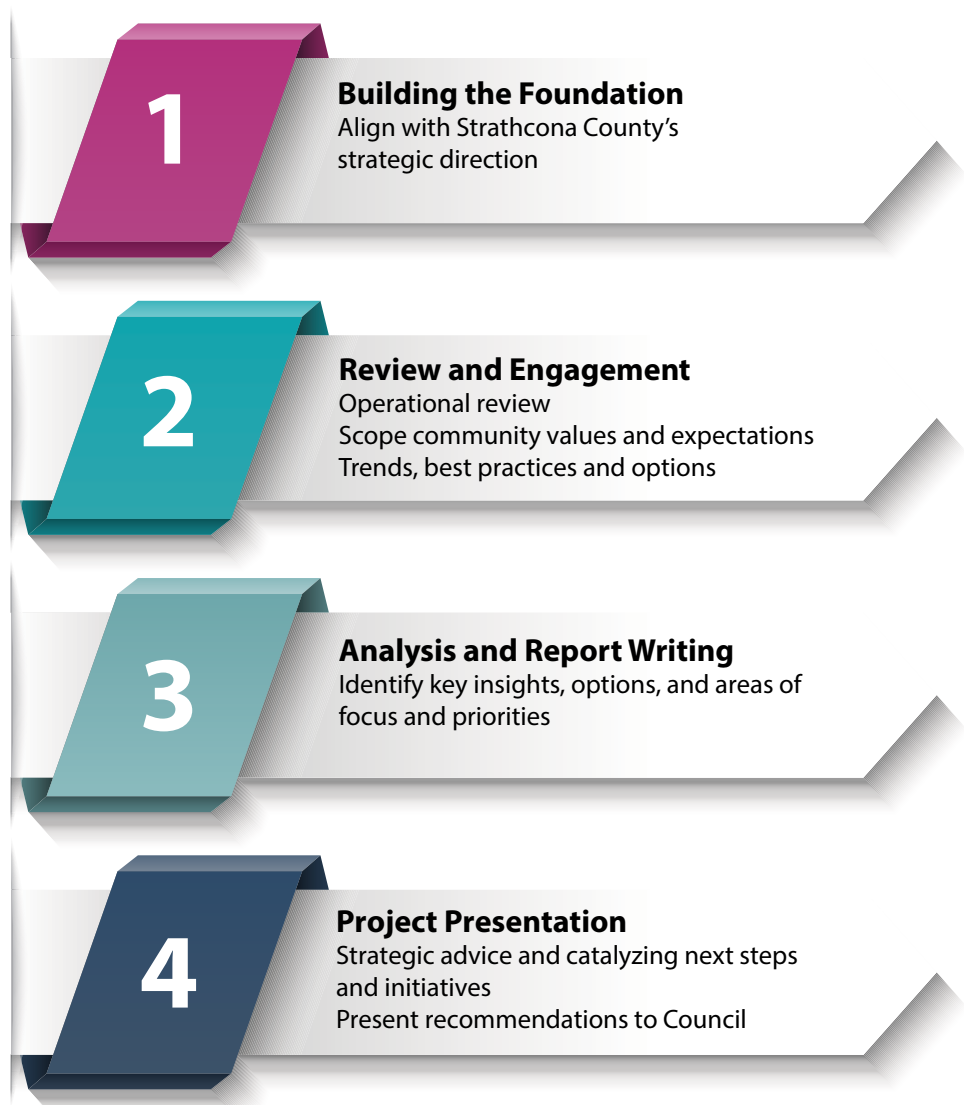 1
Building the Foundation
Align with Strathcona County’s
strategic direction
2
Review and Engagement
Operational review
Scope community values and expectations
Trends, best practices and options
3
Analysis and Report Writing
Identify key insights, options, and areas of
focus and priorities
4
Project Presentation
Strategic advice and catalyzing next steps
and initiatives
Present recommendations to Council